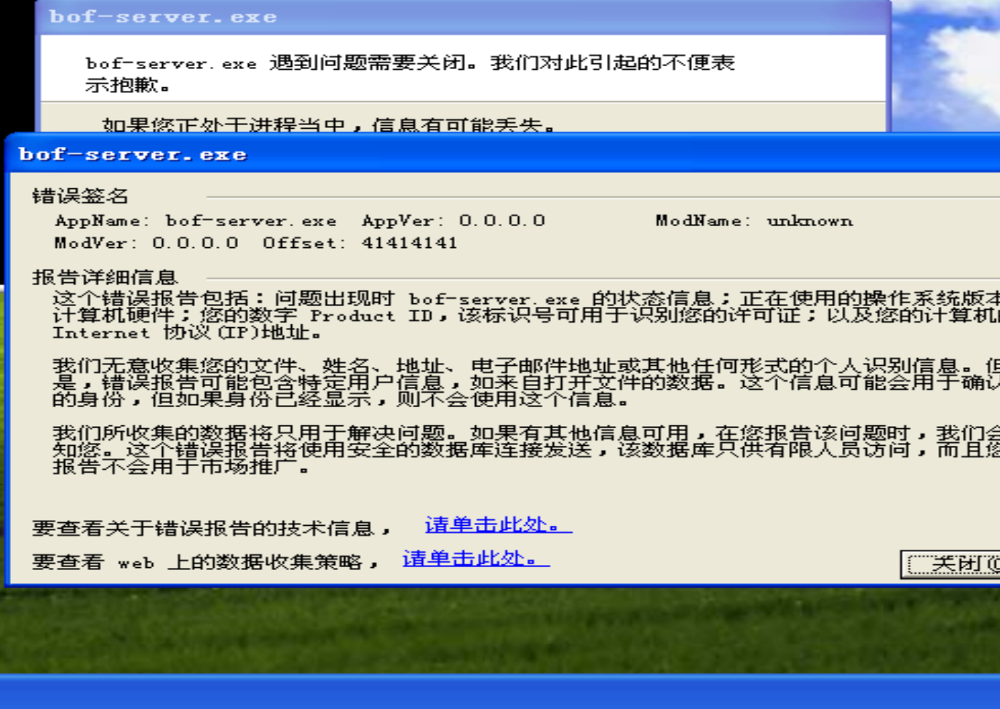 bof-server.exe
bof-server.exe 遇到问题需要关闭。我们对此引起的不便表
示抱歉。
如果您正处于进程当中，信息有可能丢失。
bof-server.exe
错误签名
AppName: bof-server.exe AppVer: 0.0.0.0 ModName: unknown
ModVer: 0.0.0.0 Offset: 41414141
报告详细信息
这个错误报告包括：问题出现时 bof-server.exe 的状态信息；正在使用的操作系统版本
计算机硬件；您的数字 Product ID，该标识号可用于识别您的许可证；以及您的计算机的
Internet 协议(IP)地址。
我们无意收集您的文件、姓名、地址、电子邮件地址或其他任何形式的个人识别信息。但
是，错误报告可能包含特定用户信息，如来自打开文件的数据。这个信息可能会用于确认
的身份，但如果身份已经显示，则不会使用这个信息。
我们所收集的数据将只用于解决问题。如果有其他信息可用，在您报告该问题时，我们会
知您。这个错误报告将使用安全的数据库连接发送，该数据库只供有限人员访问，而且您
报告不会用于市场推广。
要查看关于错误报告的技术信息， 请单击此处。
要查看 web 上的数据收集策略， 请单击此处。
关闭(C